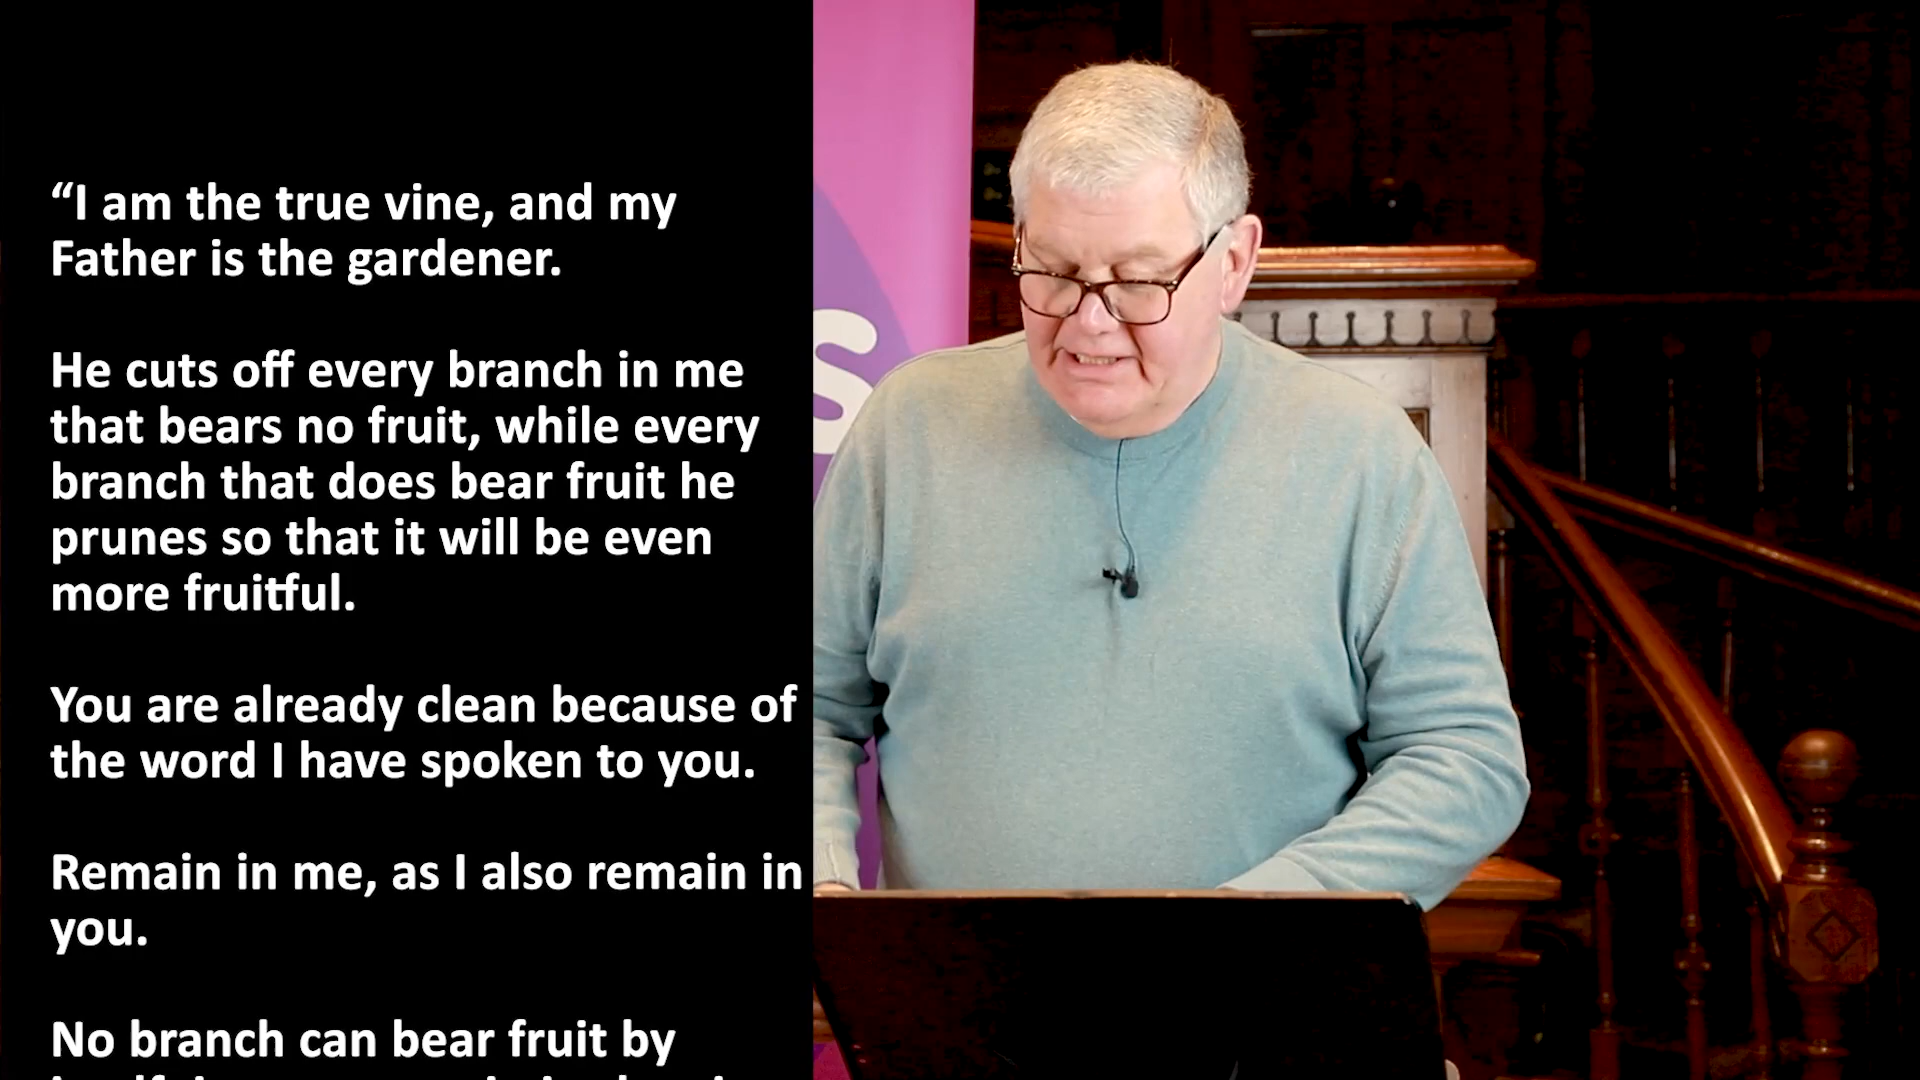 “I am the true vine, and my
Father is the gardener.
He cuts off every branch in me
that bears no fruit, while every
branch that does bear fruit he
prunes so that it will be even
more fruitful.
You are already clean because of
the word I have spoken to you.
Remain in me, as I also remain in
you.
No branch can bear fruit by
s